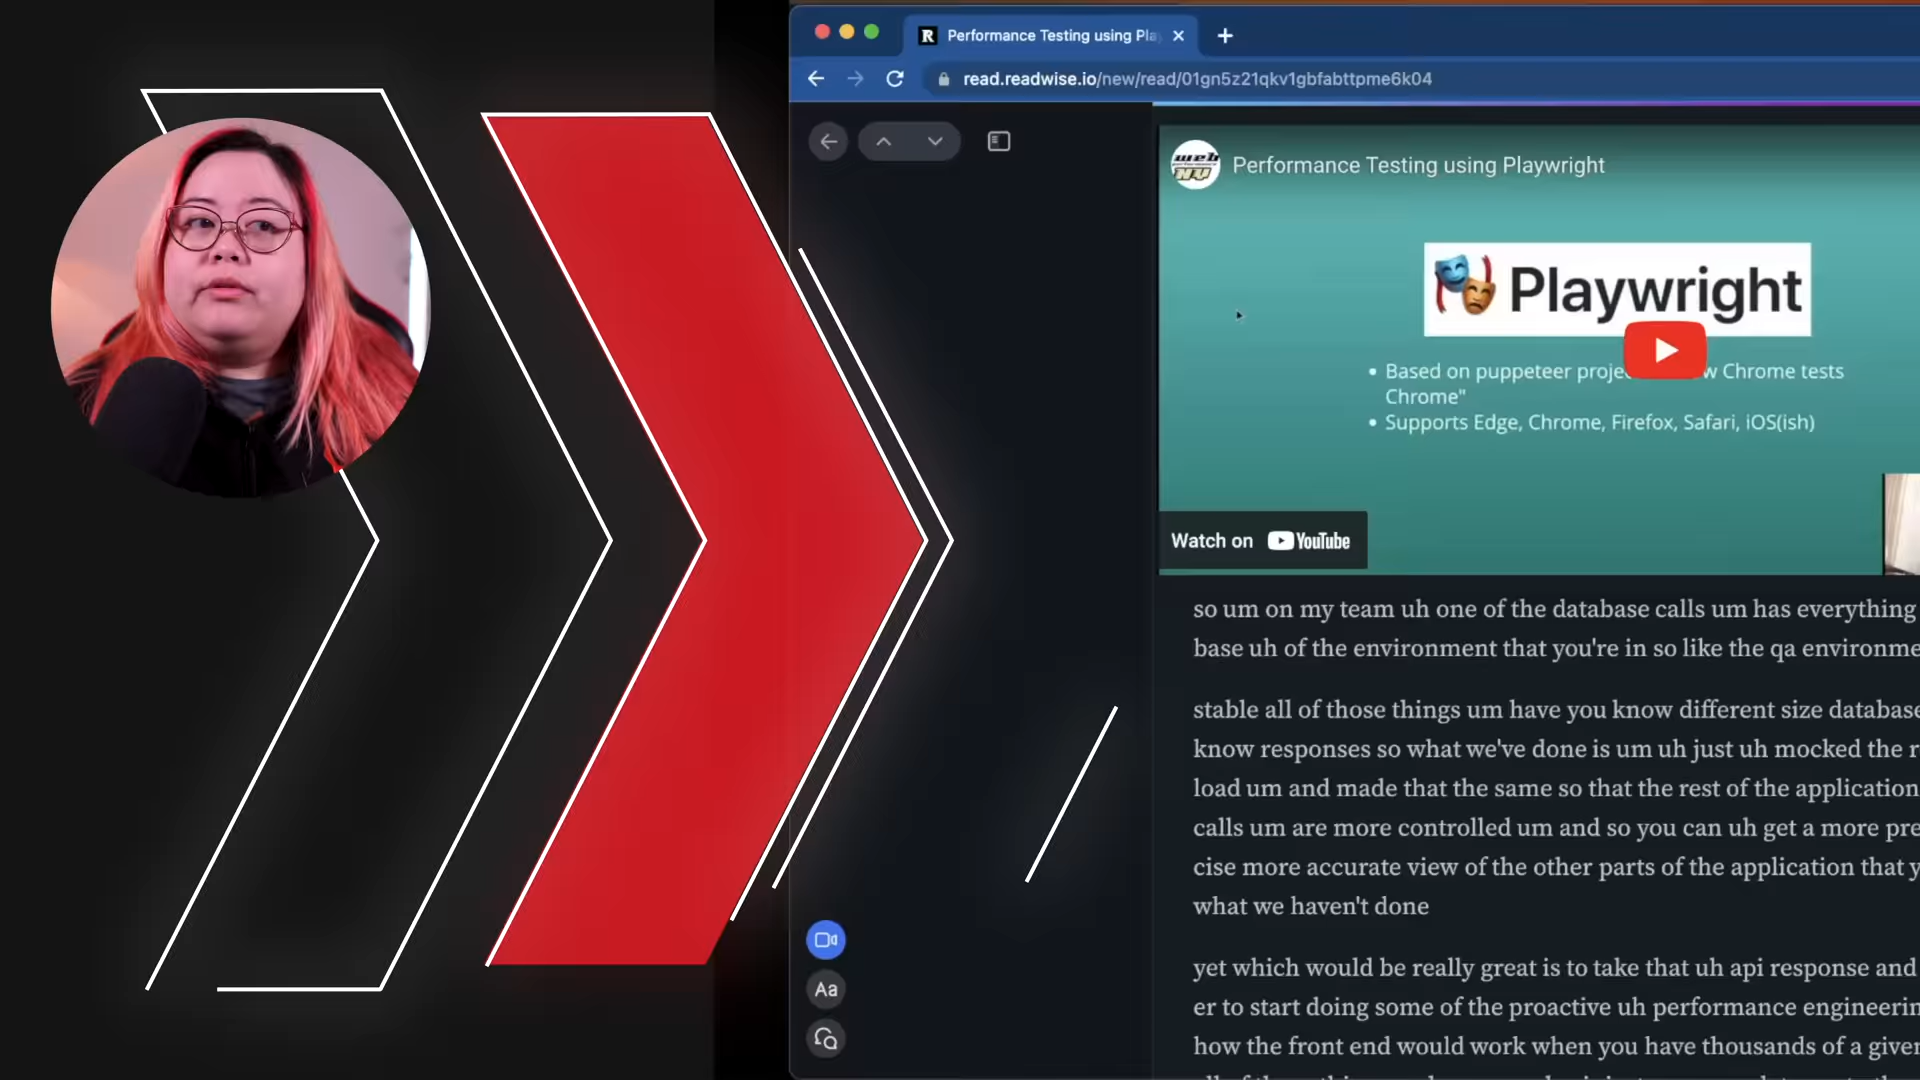 Performance Testing using Pla
read.readwise.io/new/read/01gn5z21qkv1gbfabttpme6k04
web
NY
Performance Testing using Playwright
Playwright
Based on puppeteer projec w Chrome tests
Chrome"
Supports Edge, Chrome, Firefox, Safari, iOS(ish)
Watch on YouTube
so um on my team uh one of the database calls um has everything
base uh of the environment that you're in so like the qa environme
stable all of those things um have you know different size database
know responses so what we've done is um uh just uh mocked the r
load um and made that the same so that the rest of the application
calls um are more controlled um and so you can uh get a more pre
cise more accurate view of the other parts of the application that y
what we haven't done
yet which would be really great is to take that uh api response and
er to start doing some of the proactive uh performance engineerin
how the front end would work when you have thousands of a given
Aa